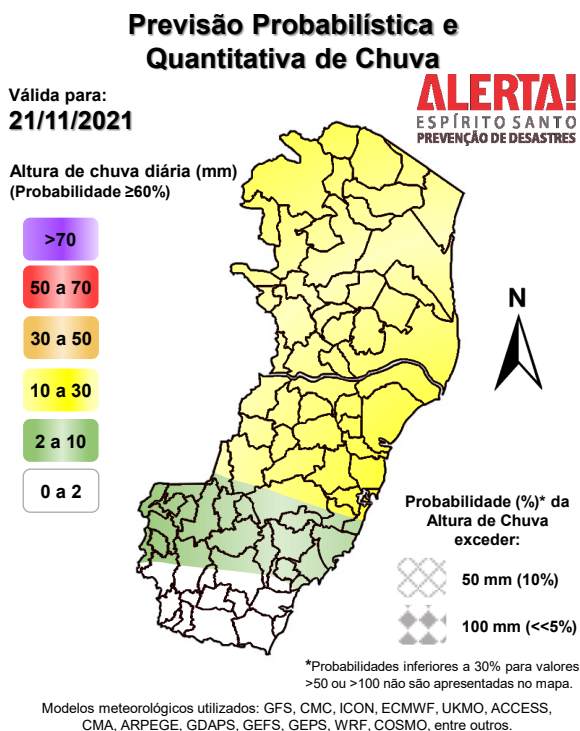 Previsão Probabilística e
Quantitativa de Chuva
Válida para:
21/11/2021
ALERTA!
ESPÍRITO SANTO
PREVENÇÃO DE DESASTRES
Altura de chuva diária (mm)
(Probabilidade ≥60%)
>70
50 a 70
30 a 50
10 a 30
2 a 10
0 a 2
N
Probabilidade (%)* da
Altura de Chuva
exceder:
50 mm (10%)
100 mm (<<5%)
*Probabilidades inferiores a 30% para valores
>50 ou >100 não são apresentadas no mapa.
Modelos meteorológicos utilizados: GFS, CMC, ICON, ECMWF, UKMO, ACCESS,
CMA, ARPEGE, GDAPS, GEFS, GEPS, WRF, COSMO, entre outros.